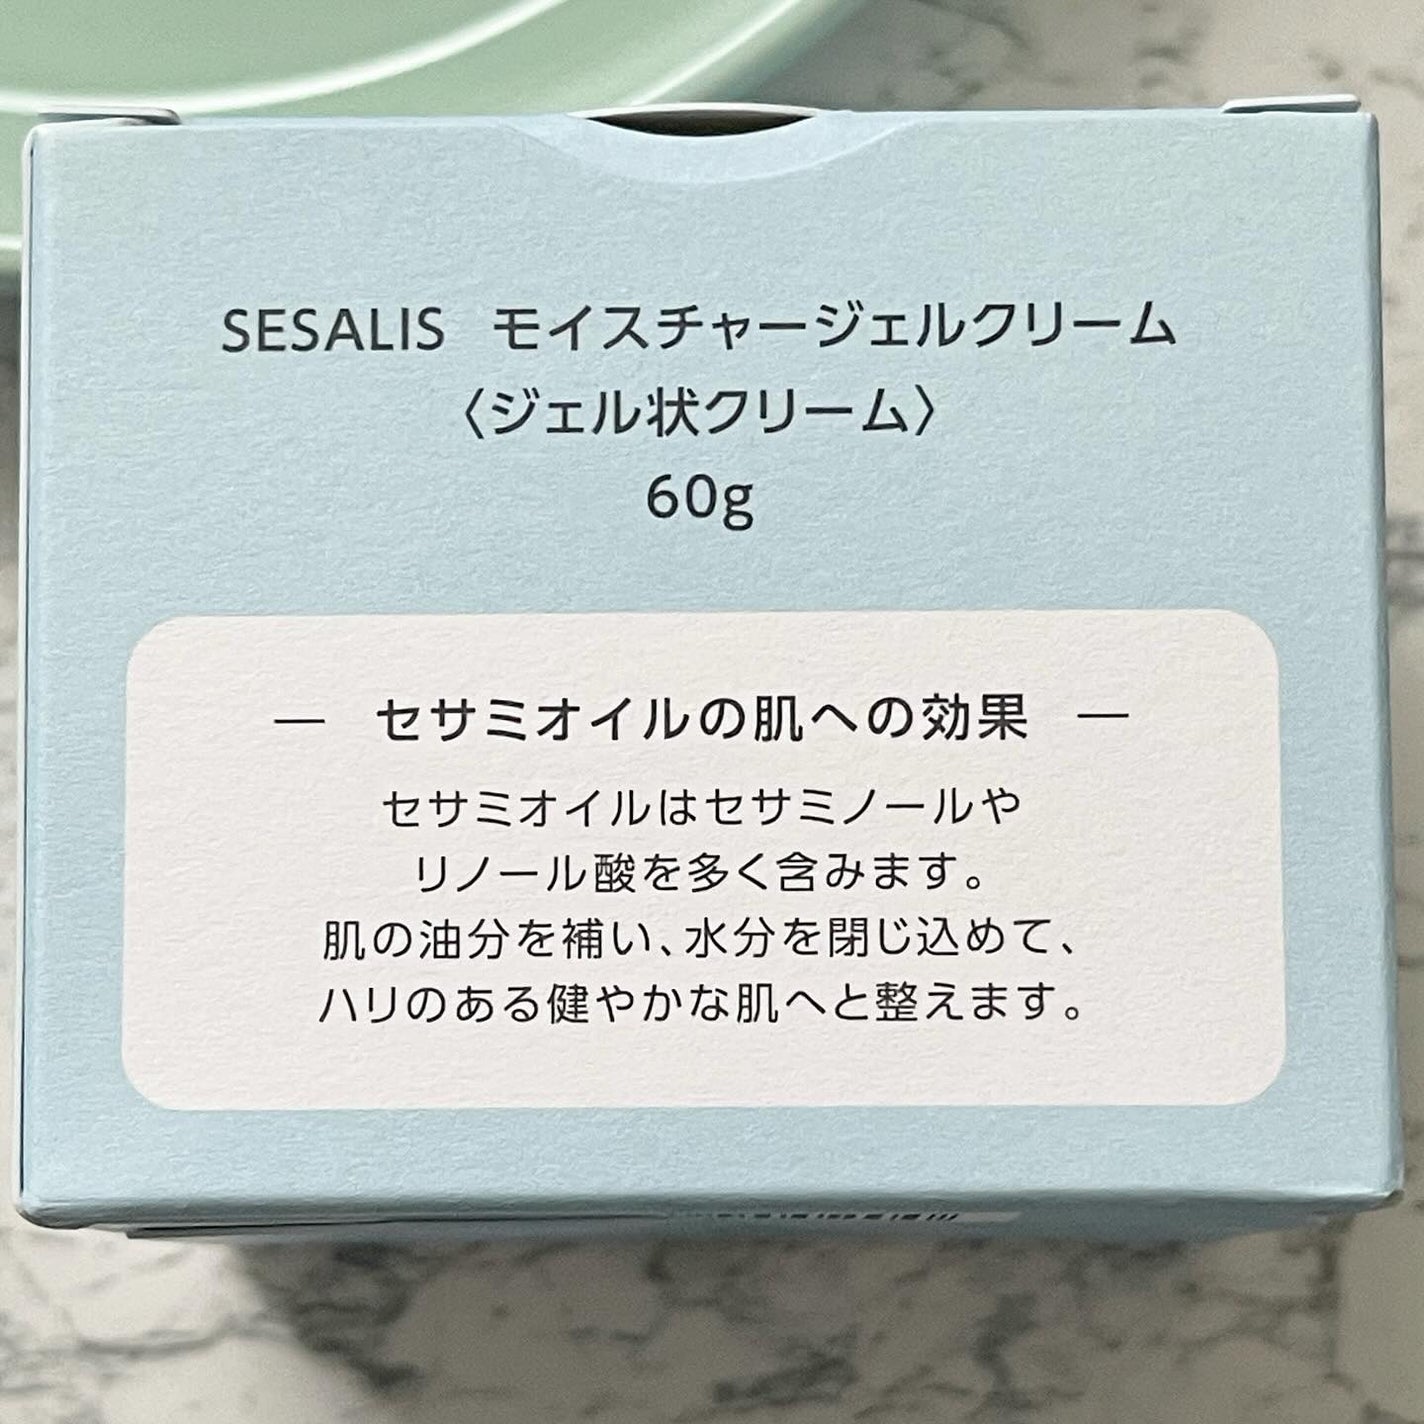 SESALIS モイスチャージェルクリーム
〈ジェル状クリーム〉
60g
― セサミオイルの肌への効果 ―
セサミオイルはセサミノールや
リノール酸を多く含みます。
肌の油分を補い、水分を閉じ込めて、
ハリのある健やかな肌へと整えます。